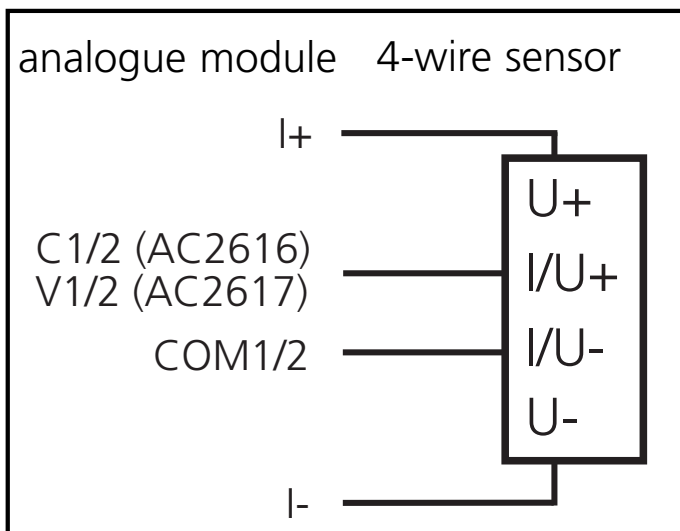 analogue module 4-wire sensor
I+
U+
C1/2 (AC2616)
V1/2 (AC2617)
I/U+
COM1/2
I/U-
U-
I-